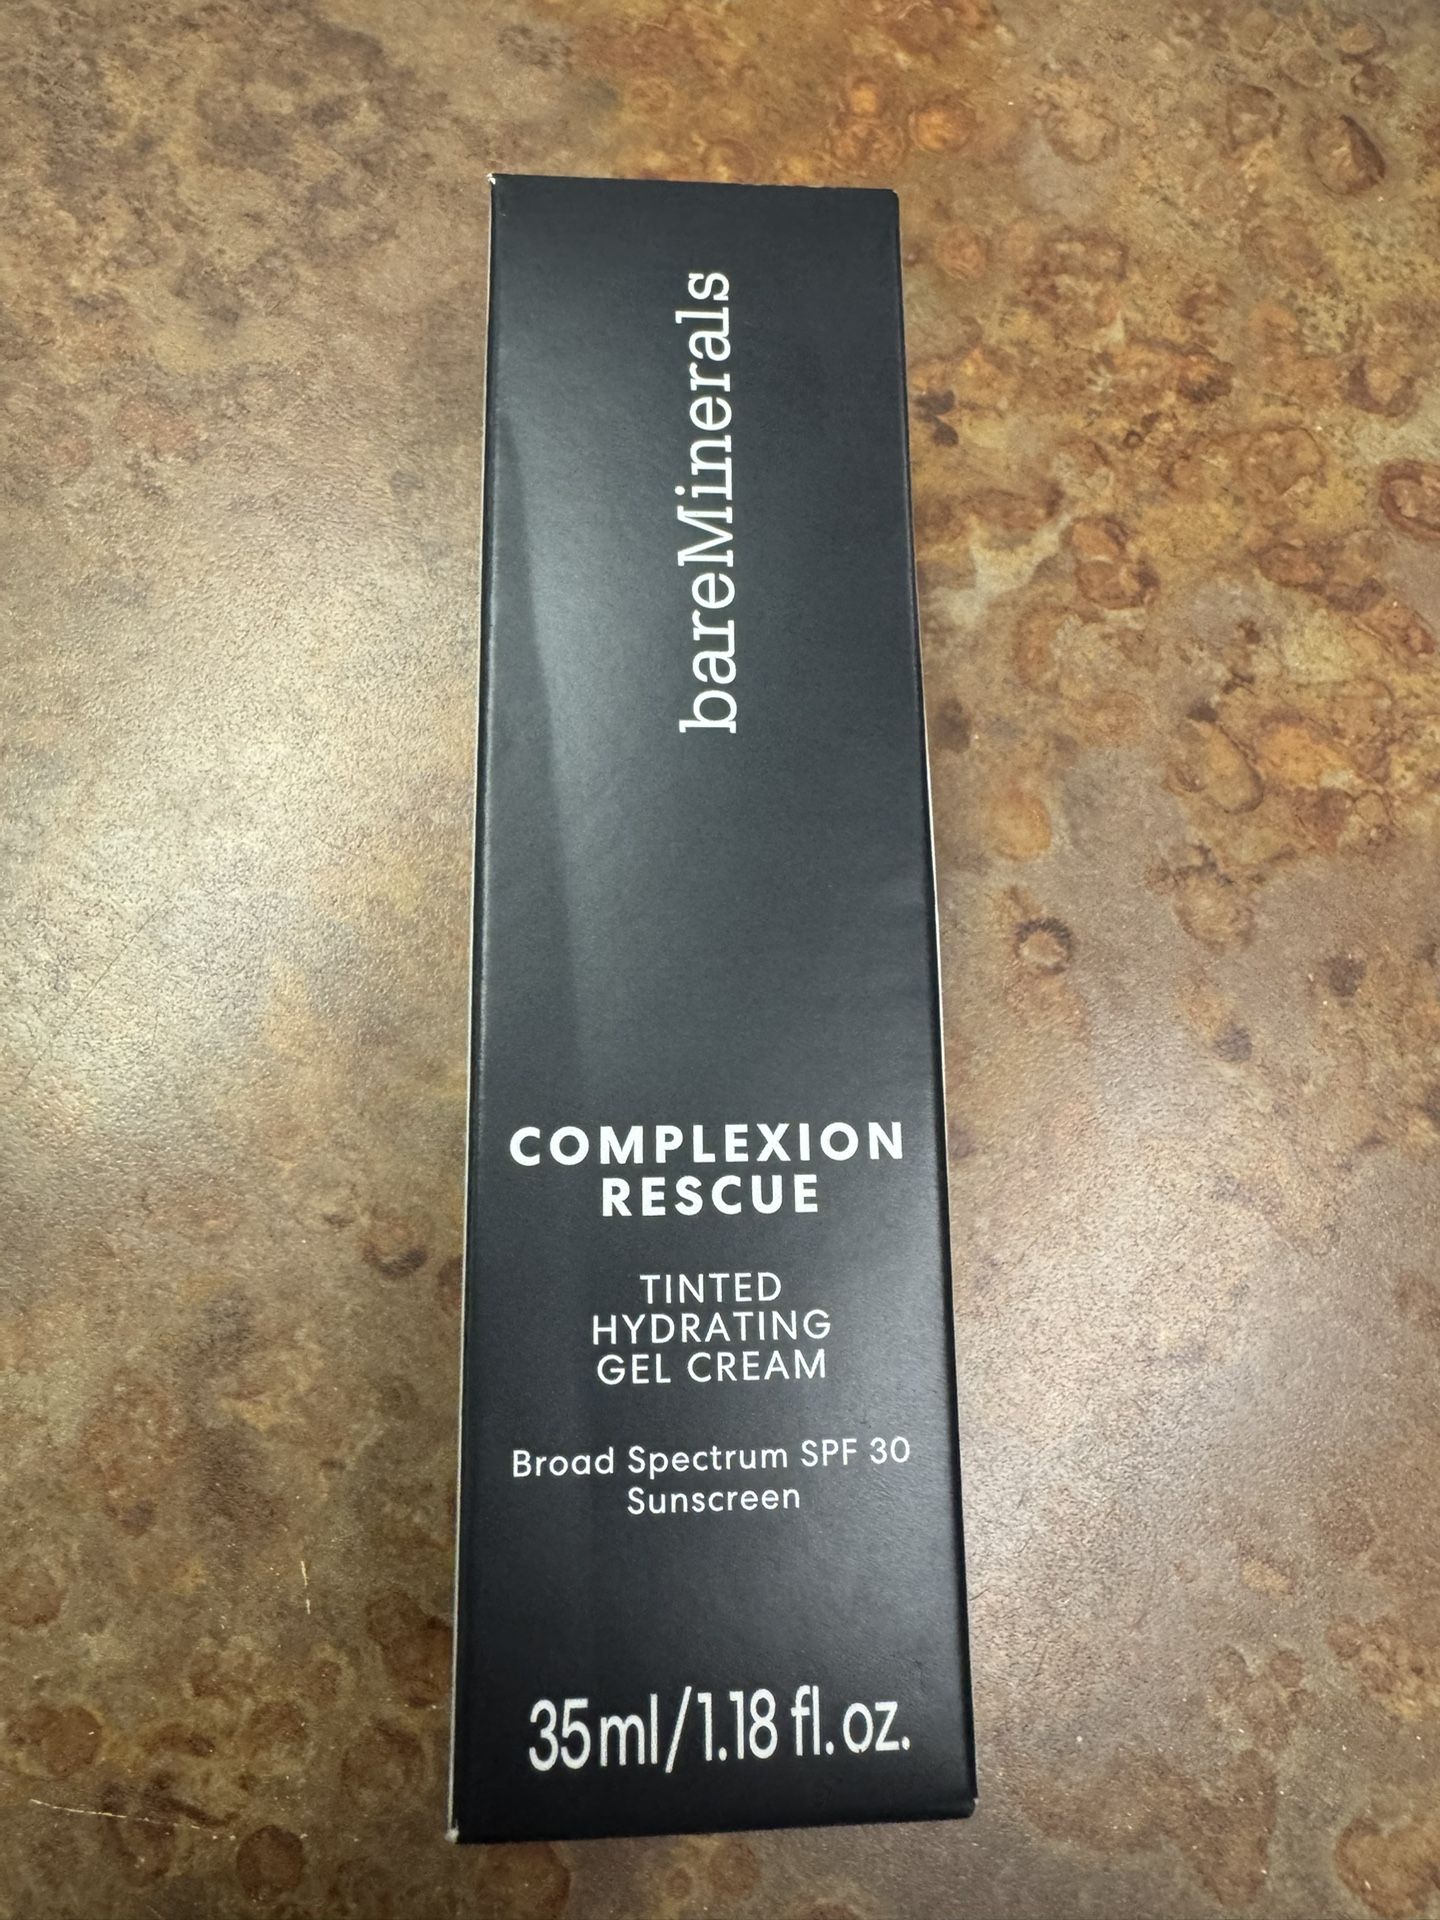 bareMinerals
COMPLEXION
RESCUE
TINTED
HYDRATING
GEL CREAM
Broad Spectrum SPF 30
Sunscreen
35ml/1.18 fl. oz.